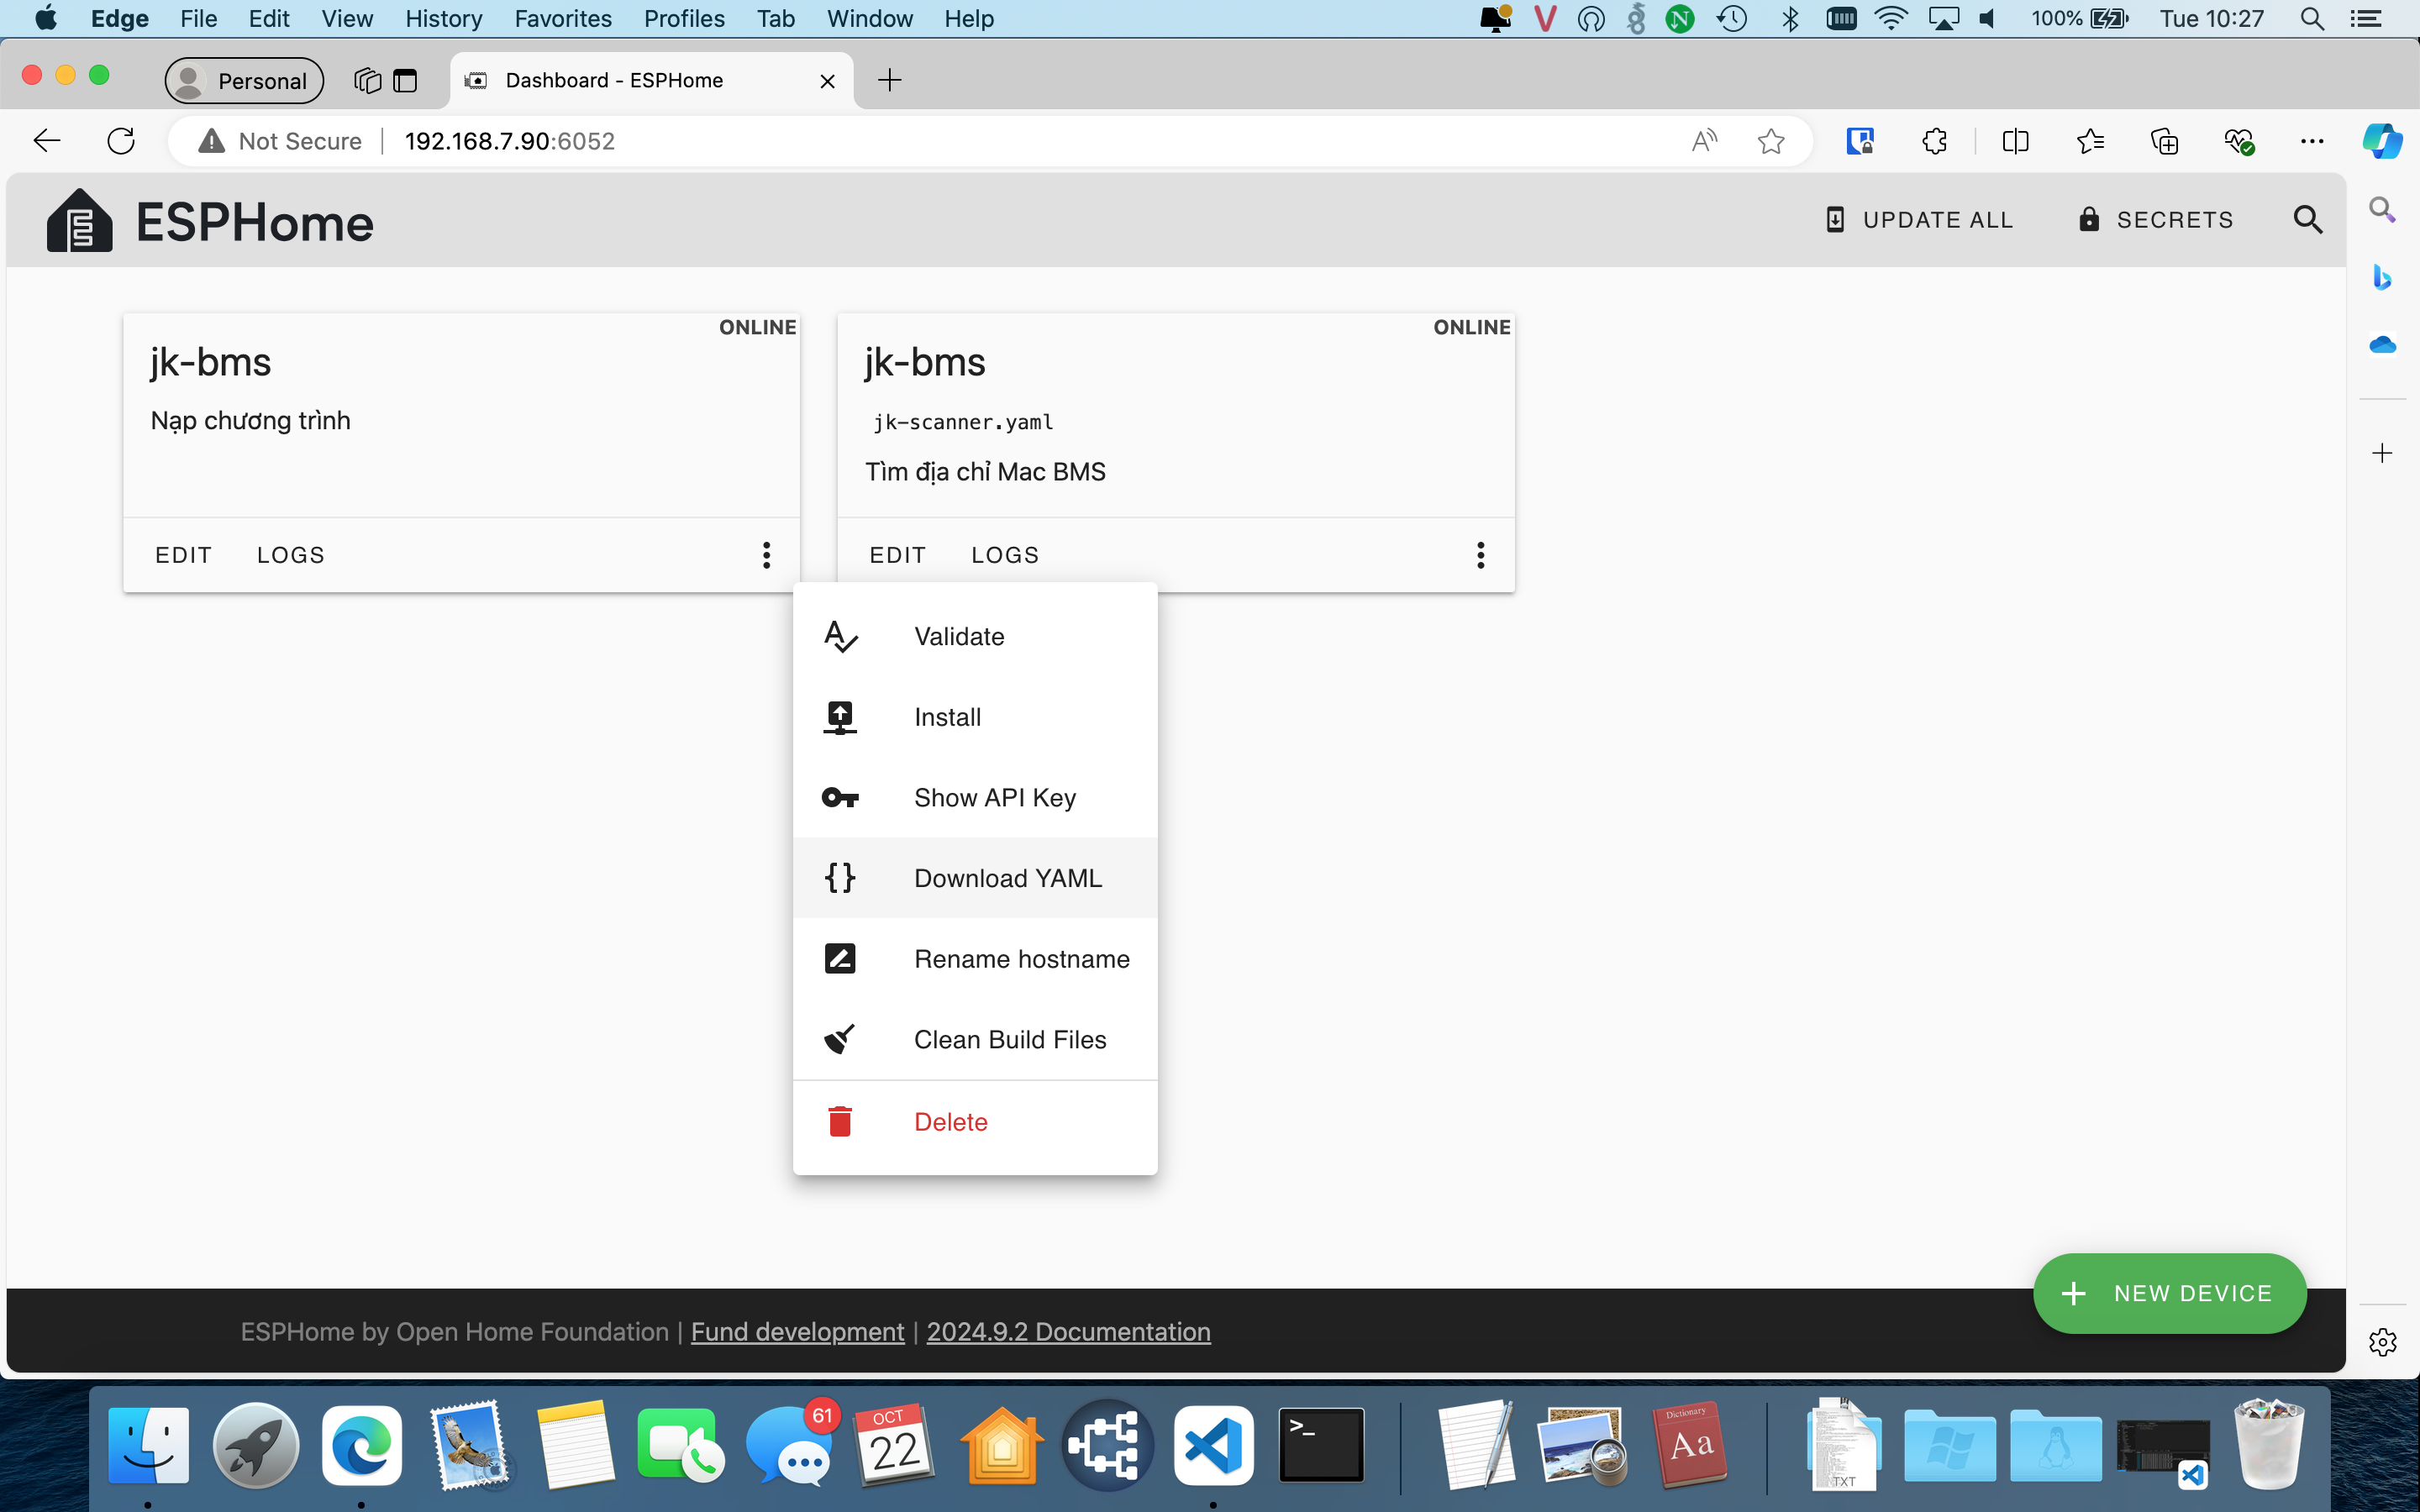 Edge File Edit View History Favorites Profiles Tab Window Help
100% Tue 10:27
Personal Dashboard - ESPHome
Not Secure 192.168.7.90:6052
ESPHome UPDATE ALL SECRETS
ONLINE
jk-bms
Nạp chương trình
EDIT LOGS
ONLINE
jk-bms
jk-scanner.yaml
Tìm địa chỉ Mac BMS
EDIT LOGS
Validate
Install
Show API Key
Download YAML
Rename hostname
Clean Build Files
Delete
NEW DEVICE
ESPHome by Open Home Foundation | Fund development | 2024.9.2 Documentation
61
OCT
22
Dictionary
Aa
TXT